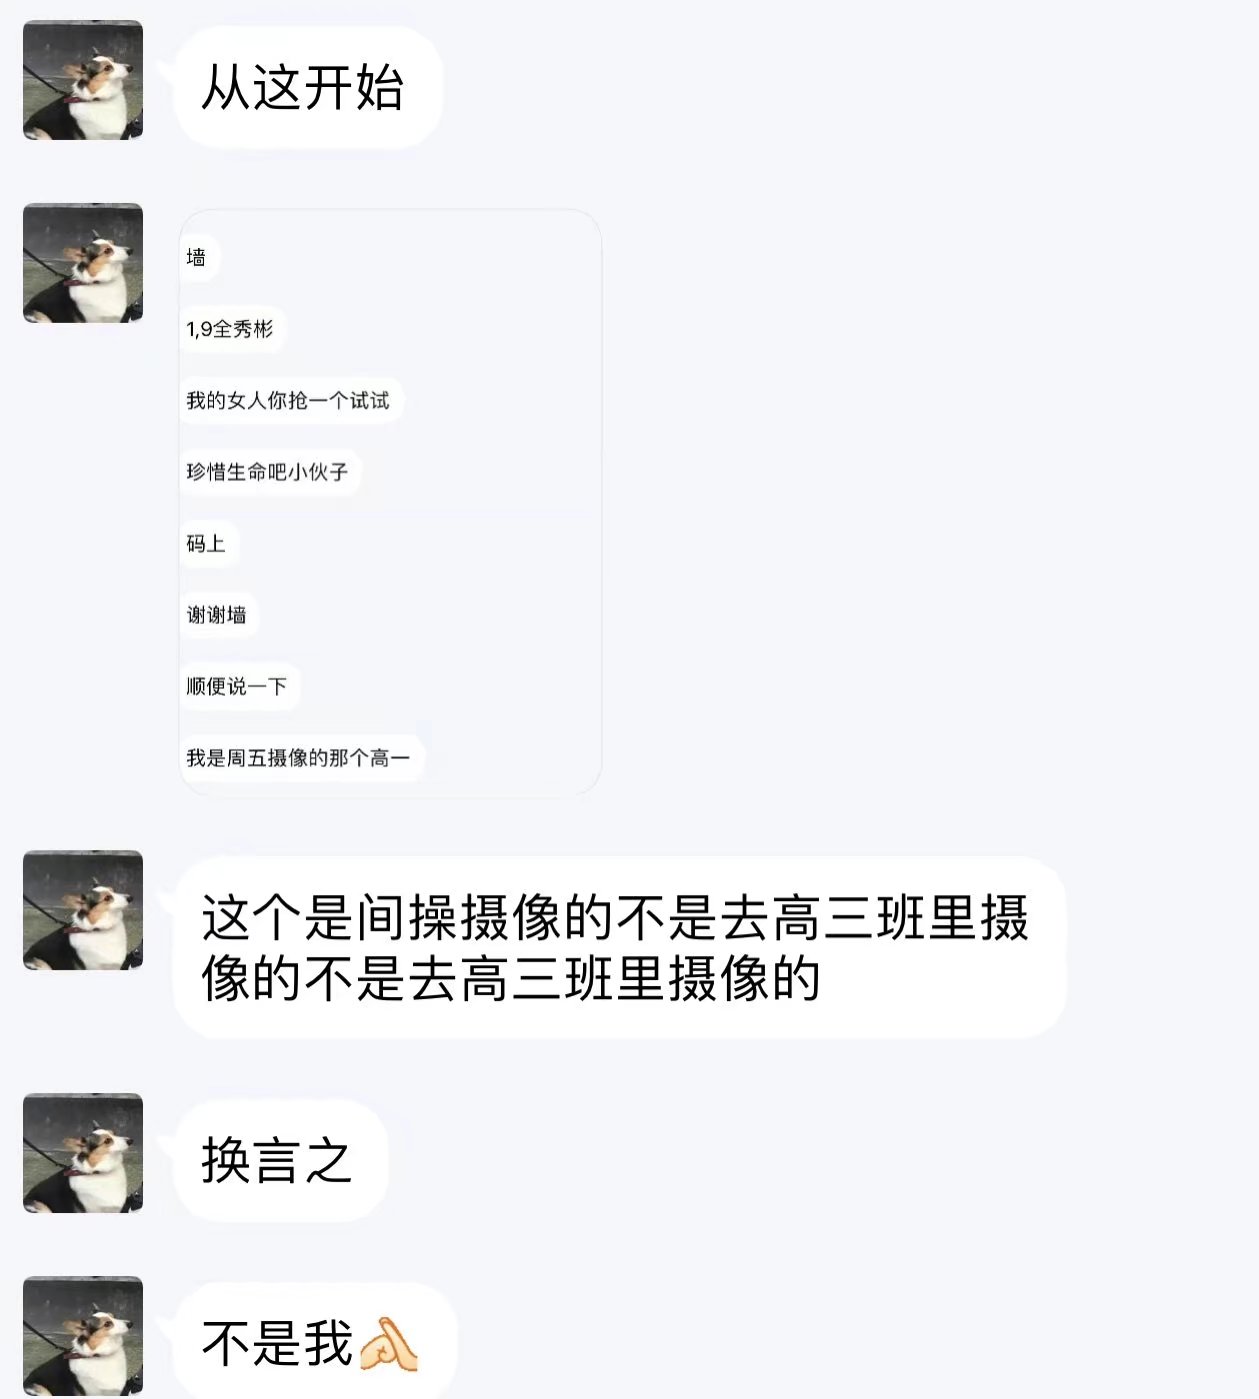 从这开始
墙
1,9全秀彬
我的女人你抢一个试试
珍惜生命吧小伙子
码上
谢谢墙
顺便说一下
我是周五摄像的那个高一
这个是间操摄像的不是去高三班里摄
像的不是去高三班里摄像的
换言之
不是我